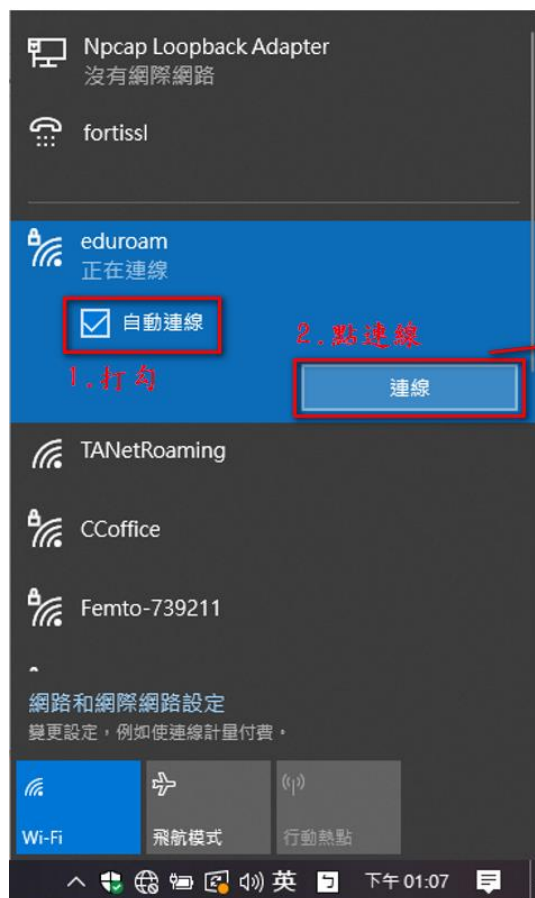 Npcap Loopback Adapter
沒有網際網路
fortissl
eduroam
正在連線
自動連線
2.點連線
1.打勾
連線
TANetRoaming
CCoffice
Femto-739211
網路和網際網路設定
變更設定，例如使連線計量付費。
Wi-Fi
飛航模式
行動熱點
英 ㄅ 下午 01:07